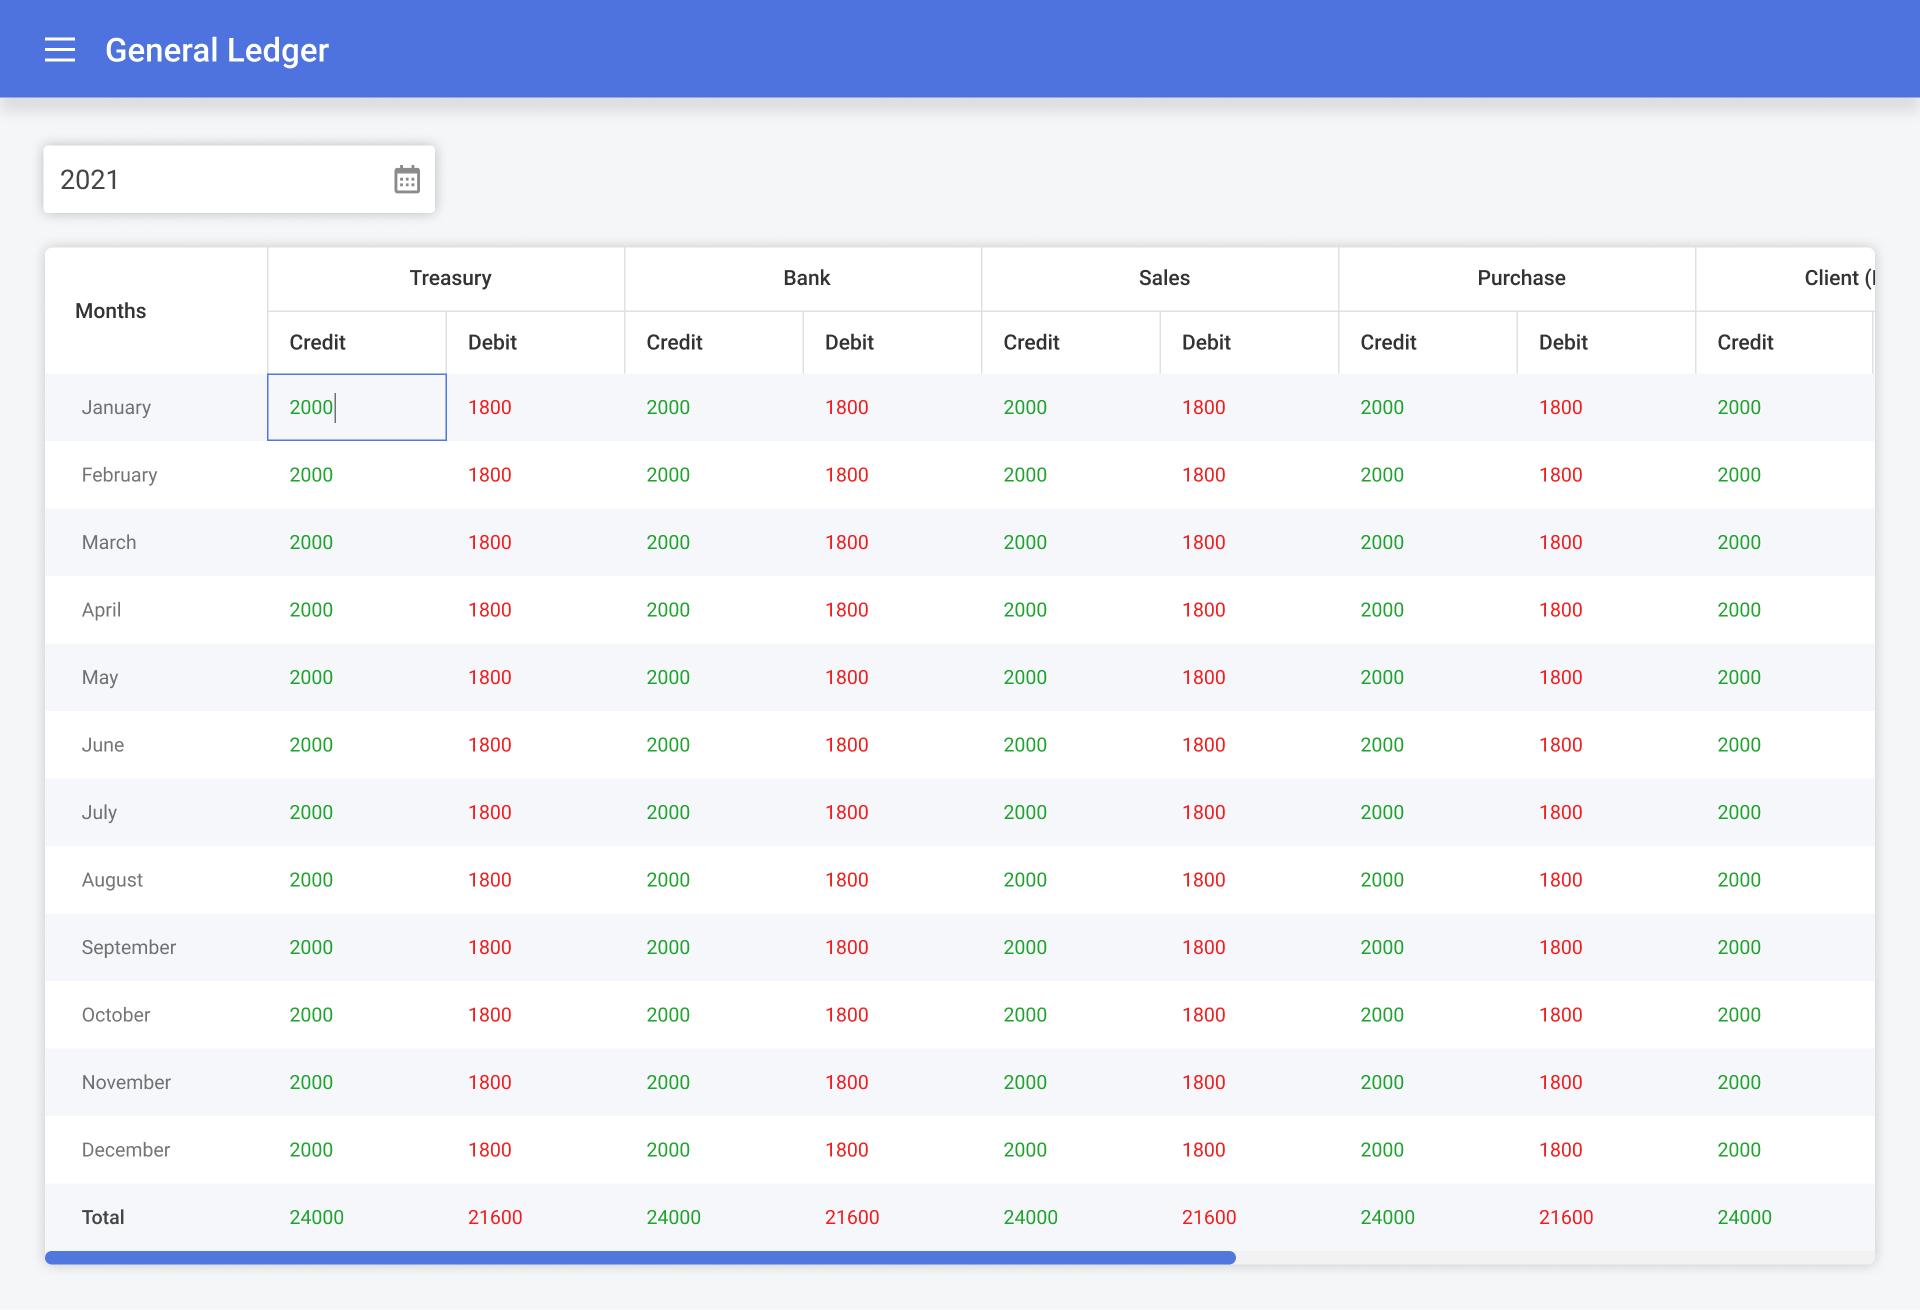 General Ledger
2021
Months Treasury Bank Sales Purchase Client (
Credit Debit Credit Debit Credit Debit Credit Debit Credit
January 2000 1800 2000 1800 2000 1800 2000 1800 2000
February 2000 1800 2000 1800 2000 1800 2000 1800 2000
March 2000 1800 2000 1800 2000 1800 2000 1800 2000
April 2000 1800 2000 1800 2000 1800 2000 1800 2000
May 2000 1800 2000 1800 2000 1800 2000 1800 2000
June 2000 1800 2000 1800 2000 1800 2000 1800 2000
July 2000 1800 2000 1800 2000 1800 2000 1800 2000
August 2000 1800 2000 1800 2000 1800 2000 1800 2000
September 2000 1800 2000 1800 2000 1800 2000 1800 2000
October 2000 1800 2000 1800 2000 1800 2000 1800 2000
November 2000 1800 2000 1800 2000 1800 2000 1800 2000
December 2000 1800 2000 1800 2000 1800 2000 1800 2000
Total 24000 21600 24000 21600 24000 21600 24000 21600 24000